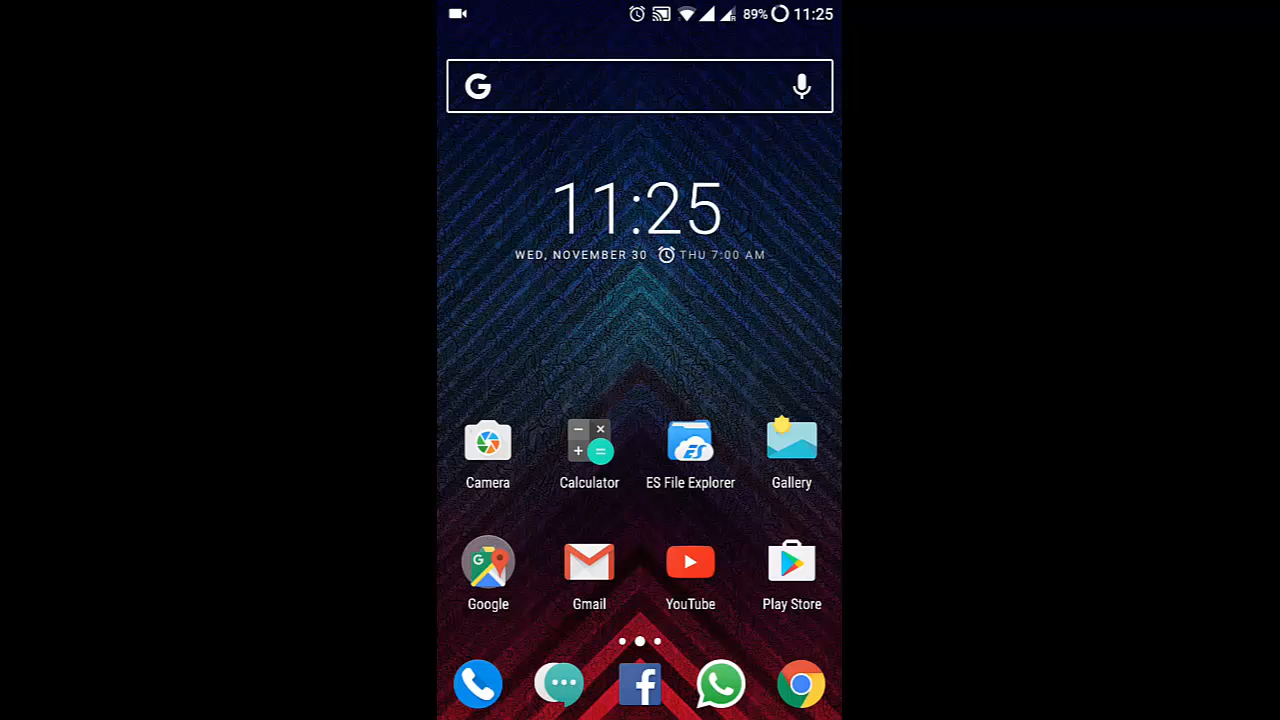 89% 11:25
G
11:25
WED, NOVEMBER 30 THU 7:00 AM
Camera Calculator ES File Explorer Gallery
Google Gmail YouTube Play Store